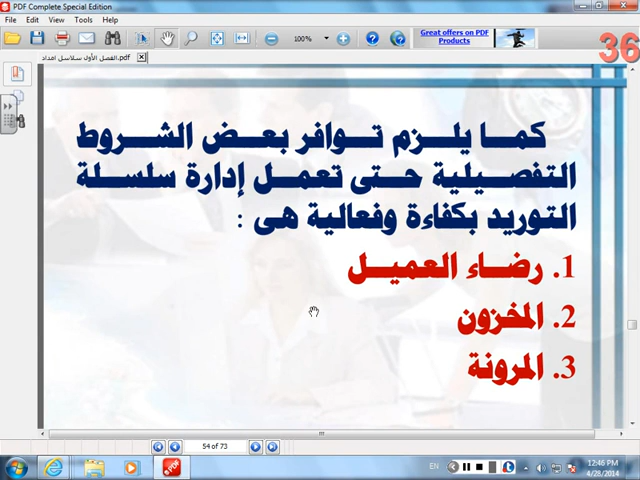 PDF Complete Special Edition
File Edit View Tools Help
100%
Great offers on PDF
Products
36
الفصل الأول سلاسل امداد.pdf
كما يلزم توافر بعض الشروط
التفصيلية حتى تعمل إدارة سلسلة
التوريد بكفاءة وفعالية هى :
1. رضاء العميل
2. المخزون
3. المرونة
54 of 73
EN
12:46 PM
4/28/2014